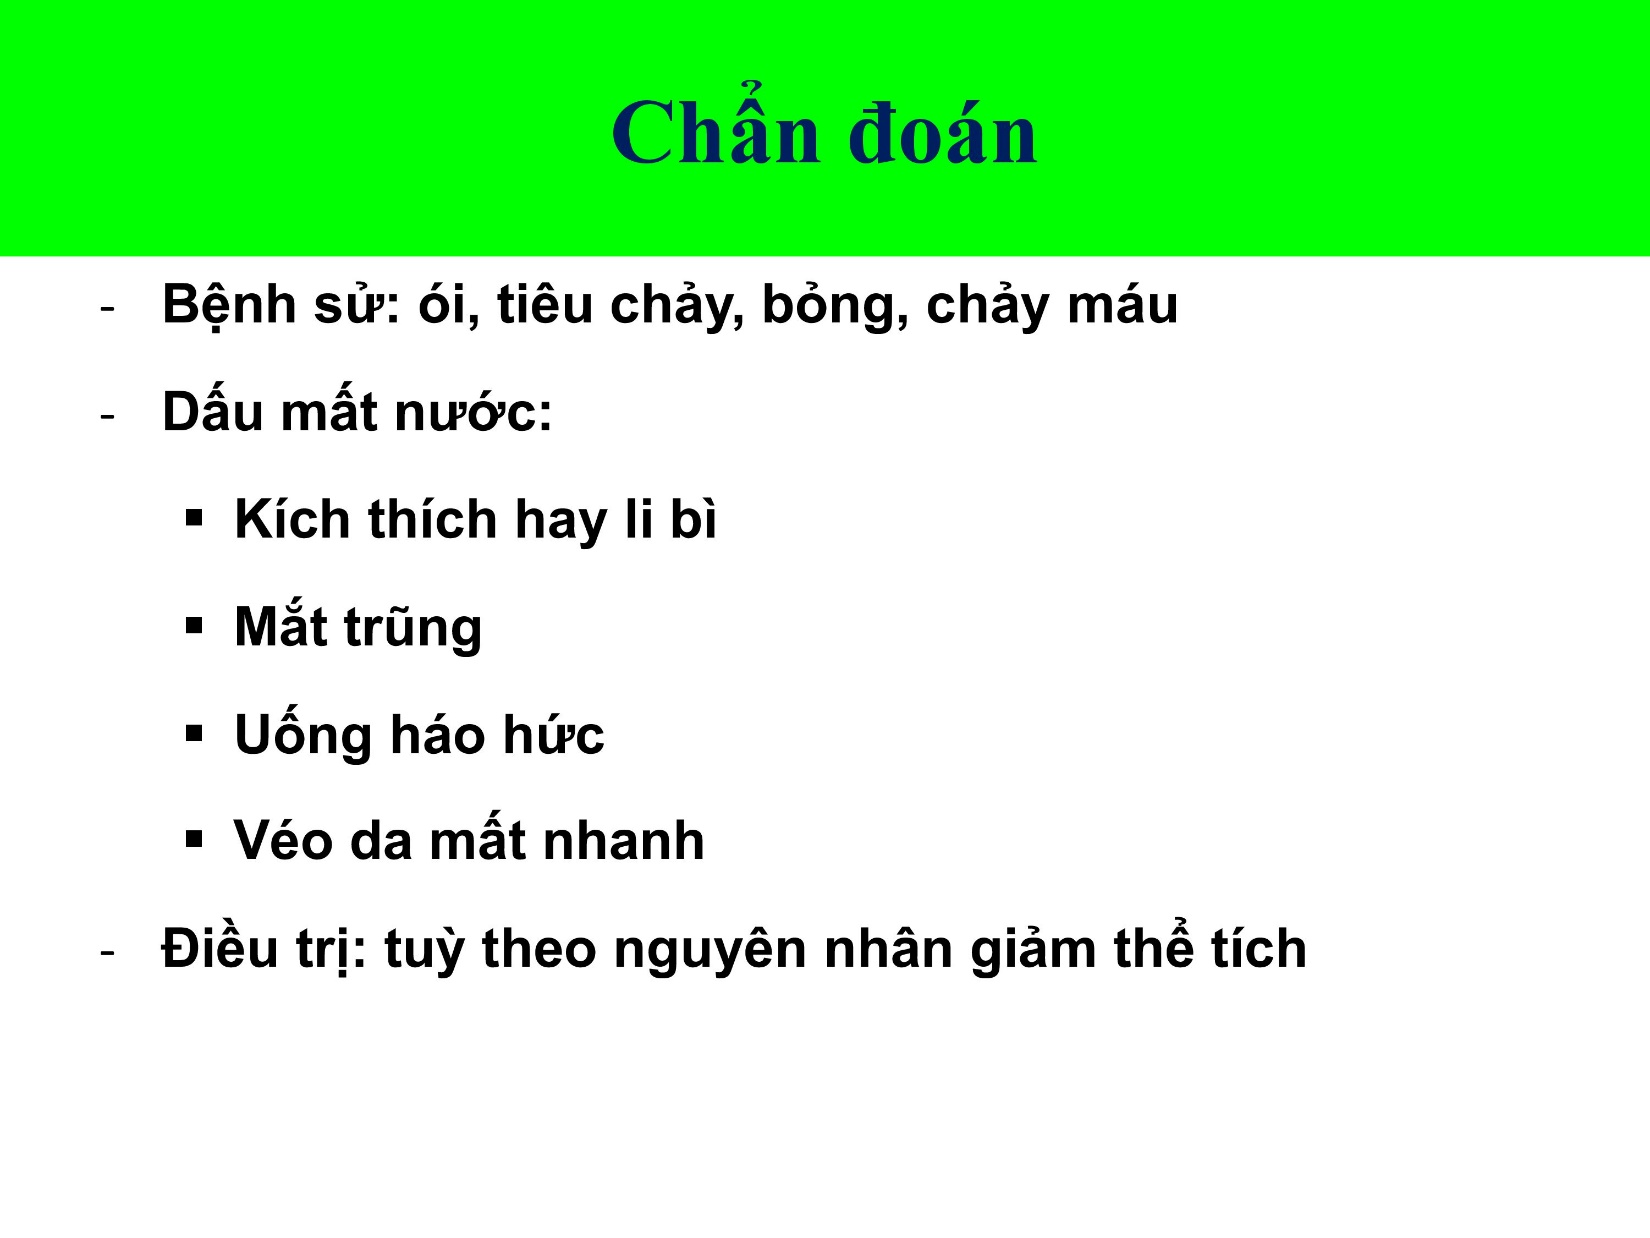 Chẩn đoán
- Bệnh sử: ói, tiêu chảy, bỏng, chảy máu
- Dấu mất nước:
▪ Kích thích hay li bì
▪ Mắt trũng
▪ Uống háo hức
▪ Véo da mất nhanh
- Điều trị: tuỳ theo nguyên nhân giảm thể tích